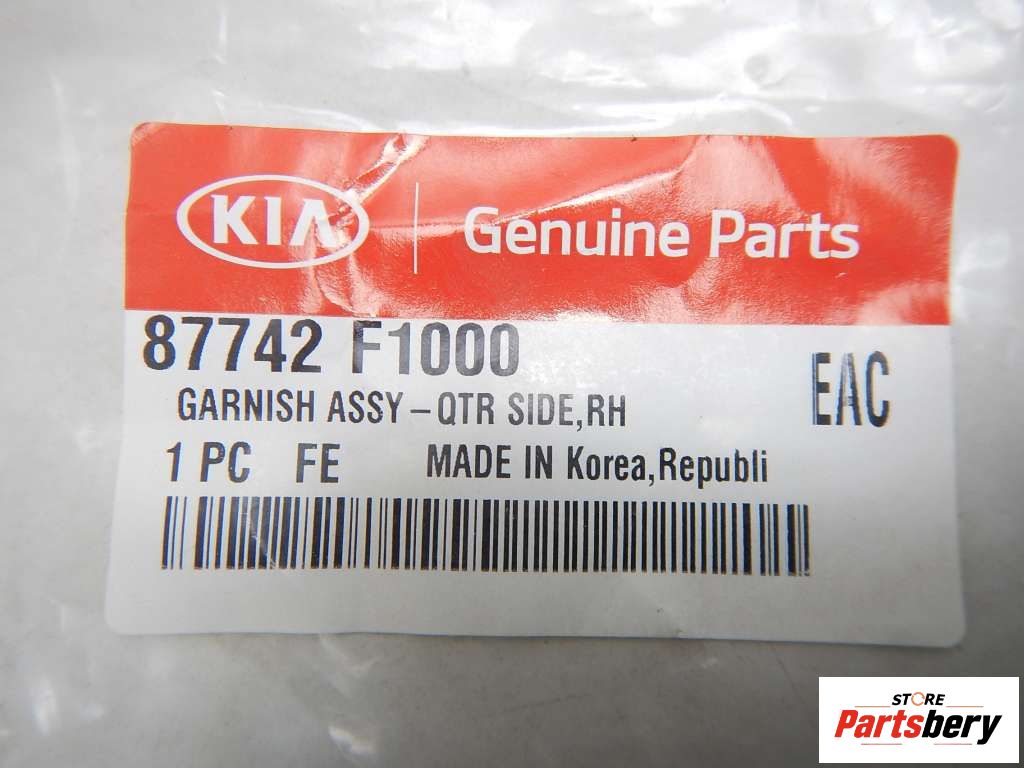 KIA Genuine Parts
87742 F1000
EAC
GARNISH ASSY-QTR SIDE,RH
1 PC FE MADE IN Korea,Republi
STORE
Partsbery